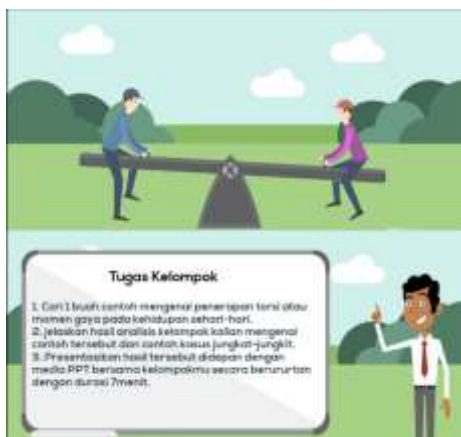 Tugas Kelompok
1. Cari 1 buah contoh mengenai penerapan torsi atau
momen gaya pada kehidupan sehari-hari.
2. jelaskan hasil analisis kelompok kalian mengenai
contoh tersebut dan contoh kasus jungkat-jungkit.
3. Presentasikan hasil tersebut didepan dengan
media PPT bersama kelompokmu secara berurutan
dengan durasi 7menit.